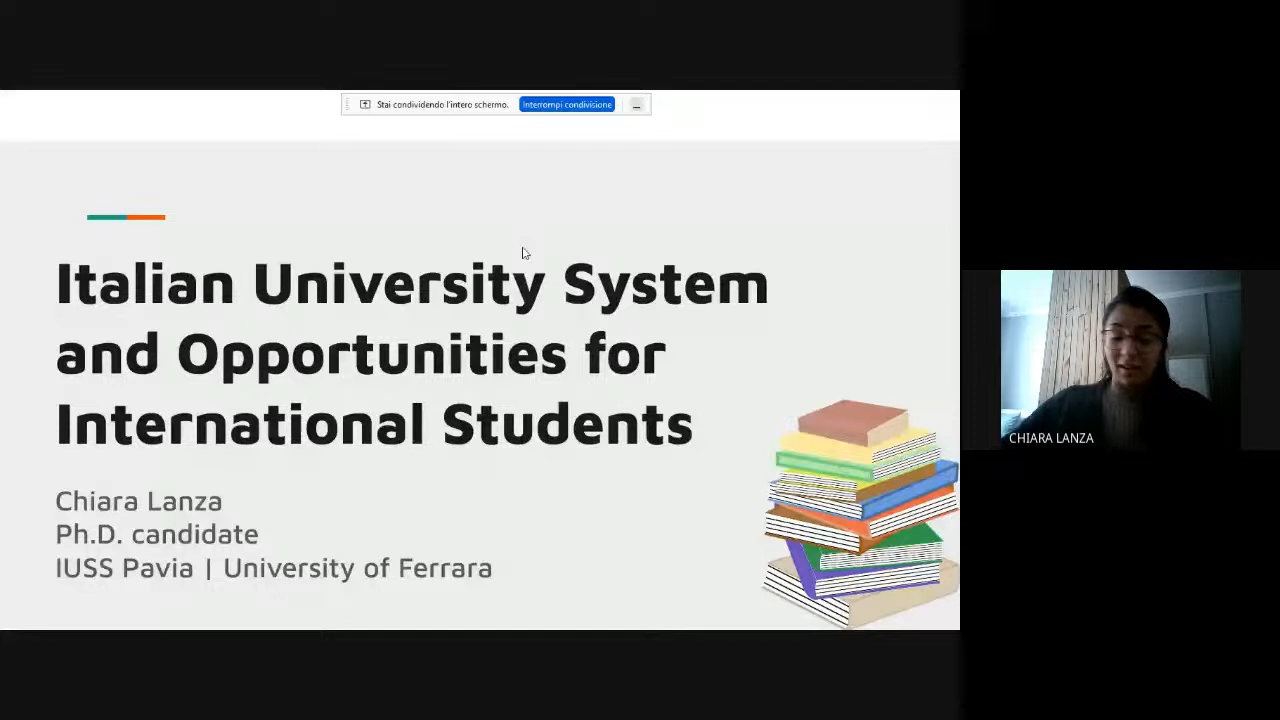 Stai condividendo l'intero schermo. Interrompi condivisione
Italian University System
and Opportunities for
International Students
Chiara Lanza
Ph.D. candidate
IUSS Pavia | University of Ferrara
CHIARA LANZA